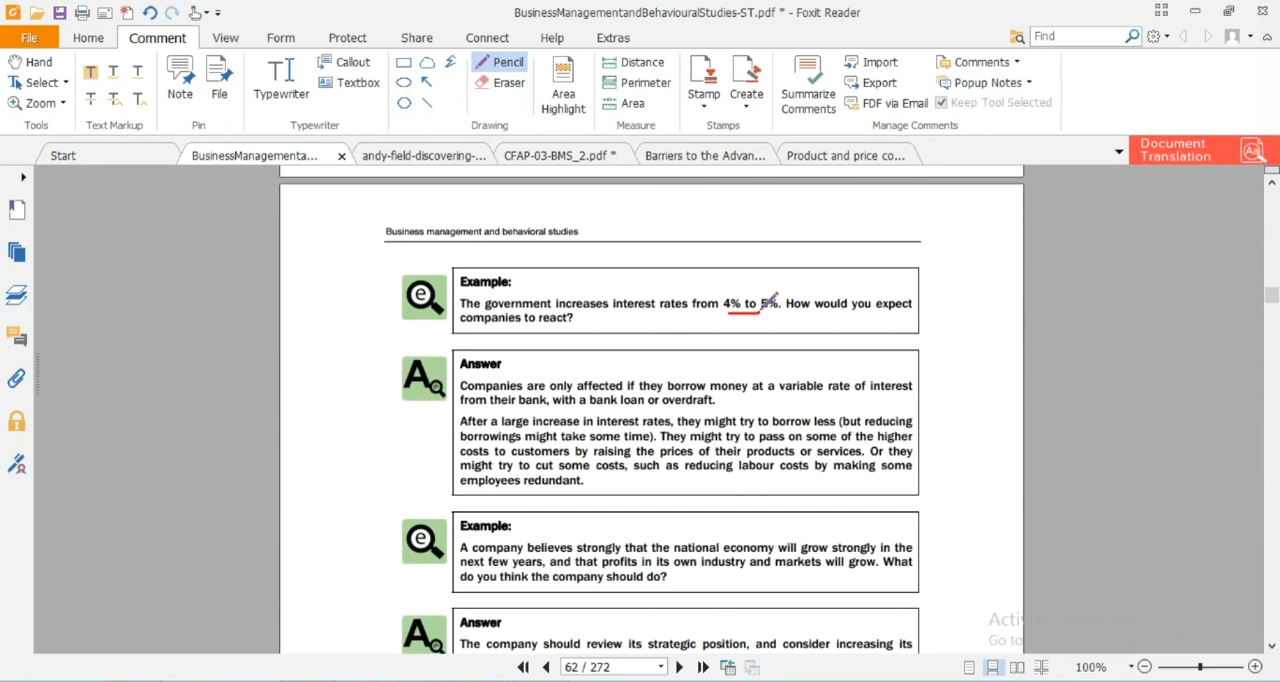 BusinessManagementandBehaviouralStudies-ST.pdf * - Foxit Reader
File Home Comment View Form Protect Share Connect Help Extras Find
Hand
Select
Zoom
Tools
Text Markup
Note
File
Pin
Typewriter
Callout
Textbox
Typewriter
Pencil
Eraser
Drawing
Area Highlight
Distance
Perimeter
Area
Measure
Stamp
Create
Stamps
Summarize Comments
Import
Export
FDF via Email
Comments
Popup Notes
Keep Tool Selected
Manage Comments
Start BusinessManagementa... x andy-field-discovering-... CFAP-03-BMS_2.pdf * Barriers to the Advan... Product and price co...
Document
Translation
Business management and behavioral studies
Example:
The government increases interest rates from 4% to 5%. How would you expect
companies to react?
Answer
Companies are only affected if they borrow money at a variable rate of interest
from their bank, with a bank loan or overdraft.
After a large increase in interest rates, they might try to borrow less (but reducing
borrowings might take some time). They might try to pass on some of the higher
costs to customers by raising the prices of their products or services. Or they
might try to cut some costs, such as reducing labour costs by making some
employees redundant.
Example:
A company believes strongly that the national economy will grow strongly in the
next few years, and that profits in its own industry and markets will grow. What
do you think the company should do?
Answer
The company should review its strategic position, and consider increasing its
Go to
62 / 272
100%